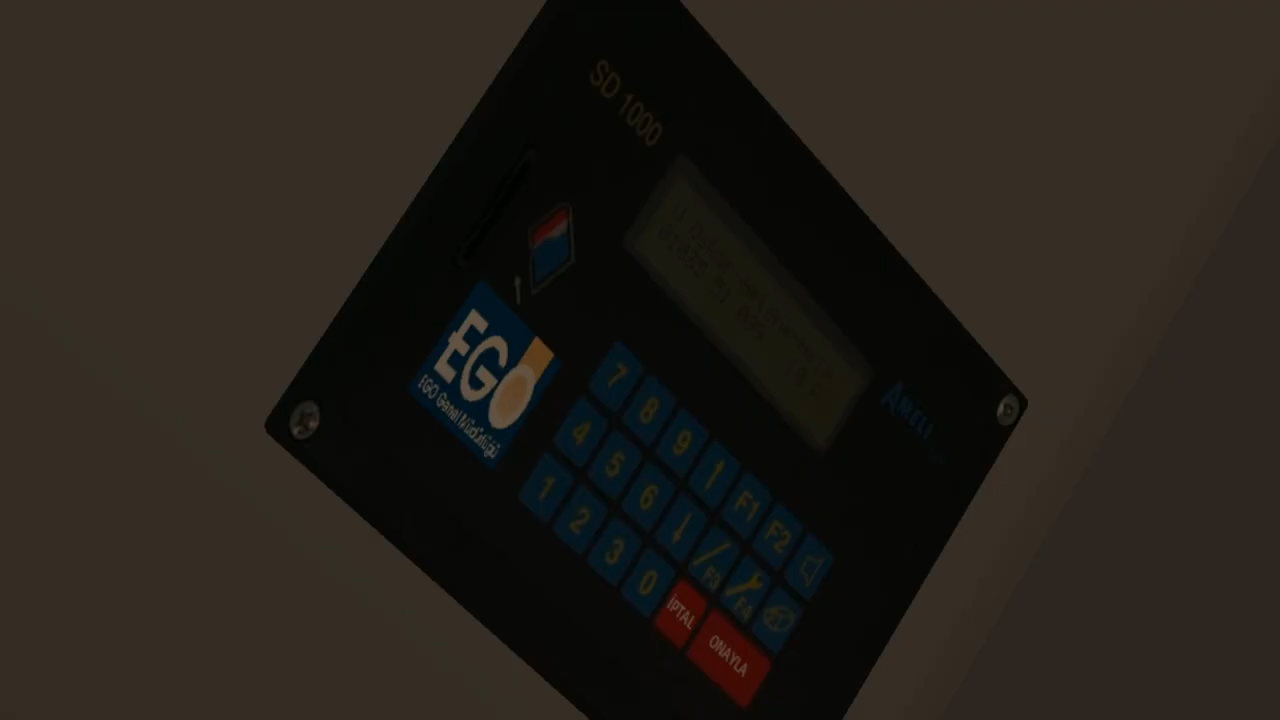 SD 1000
EGO
EGO Genel Müdürlüğü
AMELI
7 8 9 ↑ F1 F2
4 5 6 ↓ F3 F4
1 2 3 0 İPTAL ONAYLA